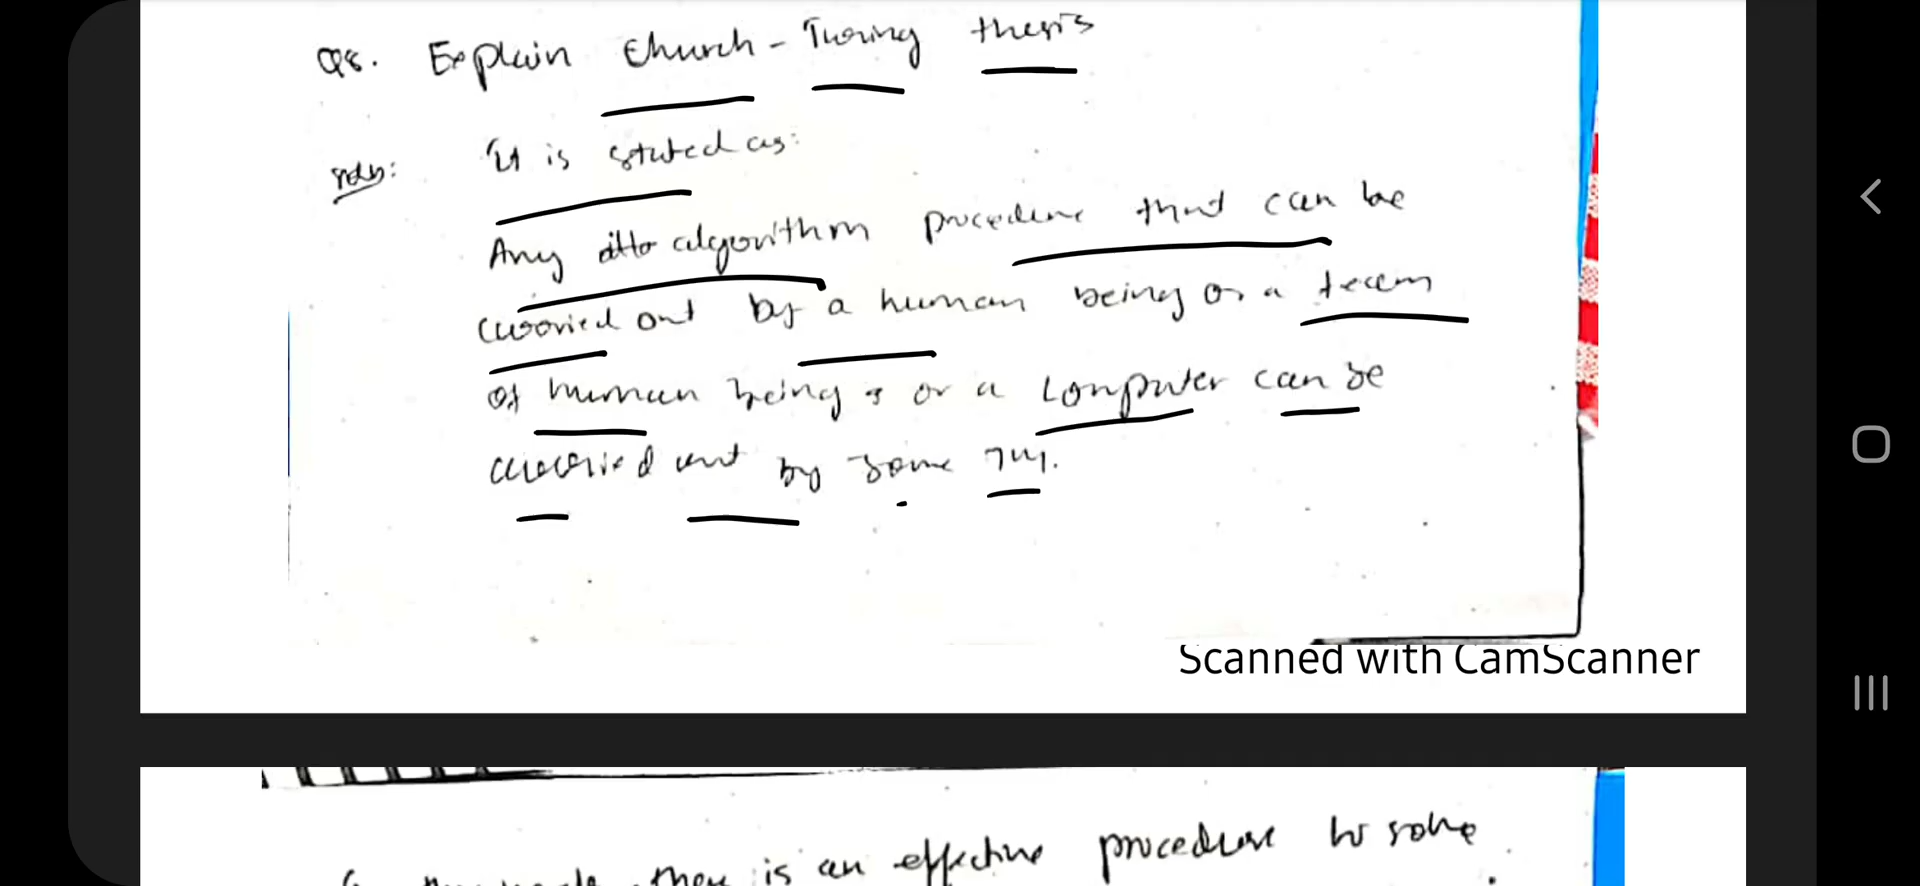 Q8. Explain Church - Turing thesis
Soln: It is stated as:
Any algorithm procedure that can be
carried out by a human being or a team
of human beings or a computer can be
carried out by some TM.
Scanned with CamScanner
there is an effective procedure to solve